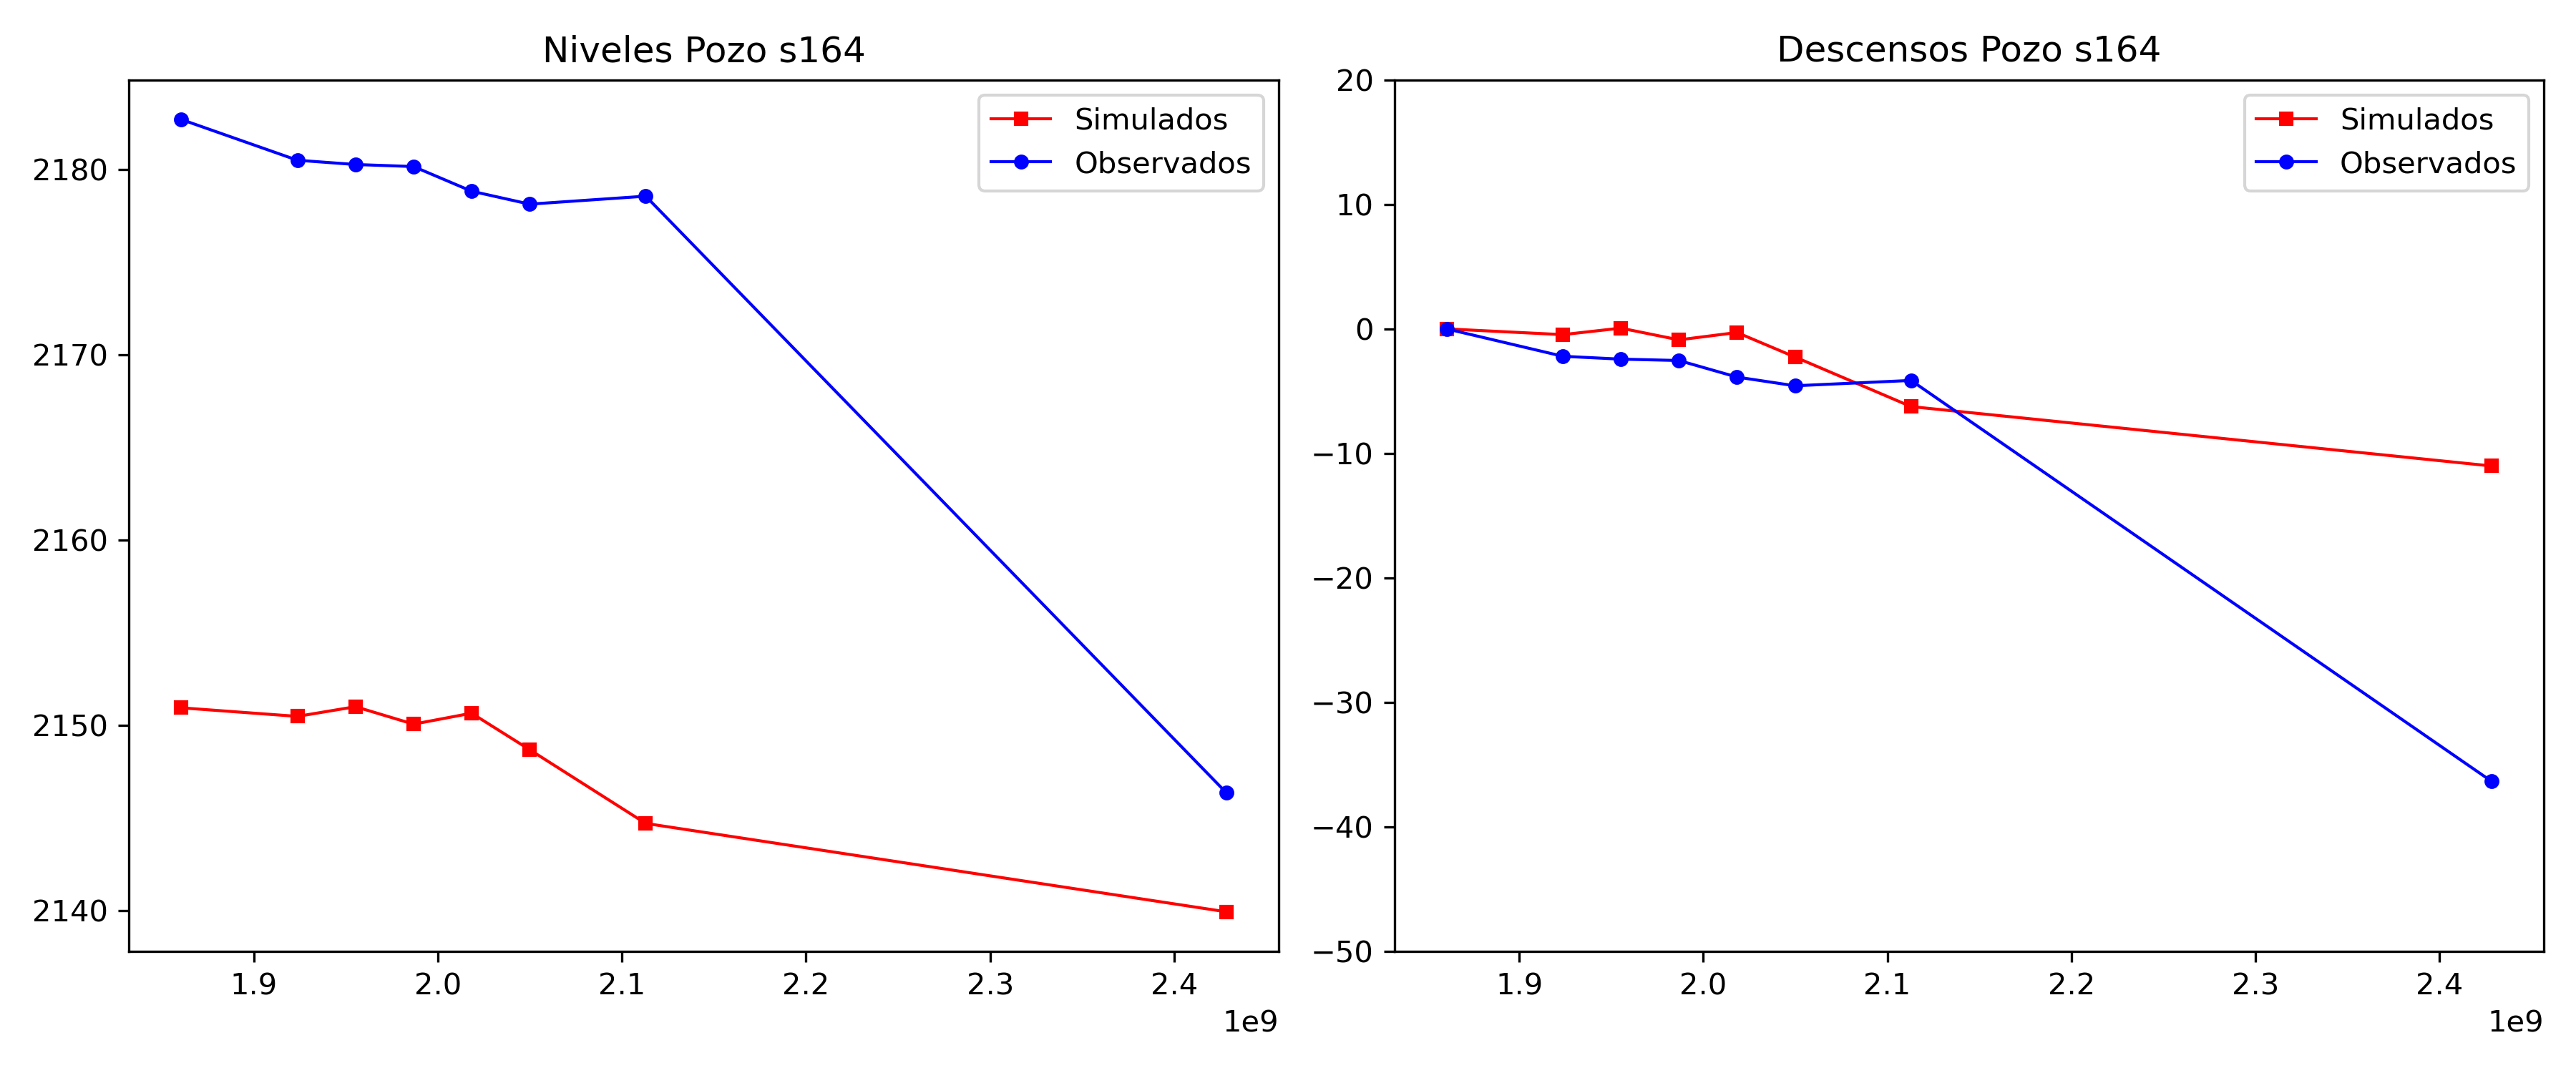 Niveles Pozo s164
Simulados
Observados
2180
2170
2160
2150
2140
1.9 2.0 2.1 2.2 2.3 2.4
1e9
Descensos Pozo s164
Simulados
Observados
20
10
0
−10
−20
−30
−40
−50
1.9 2.0 2.1 2.2 2.3 2.4
1e9